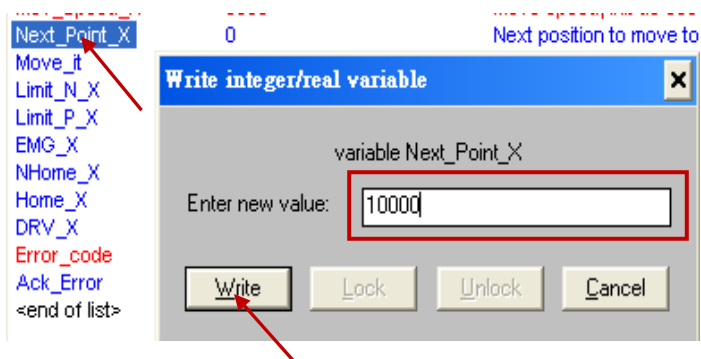 Next_Point_X 0 Next position to move to
Move_it
Limit_N_X
Limit_P_X
EMG_X
NHome_X
Home_X
DRV_X
Error_code
Ack_Error
<end of list>
Write integer/real variable
variable Next_Point_X
Enter new value: 10000
Write Lock Unlock Cancel